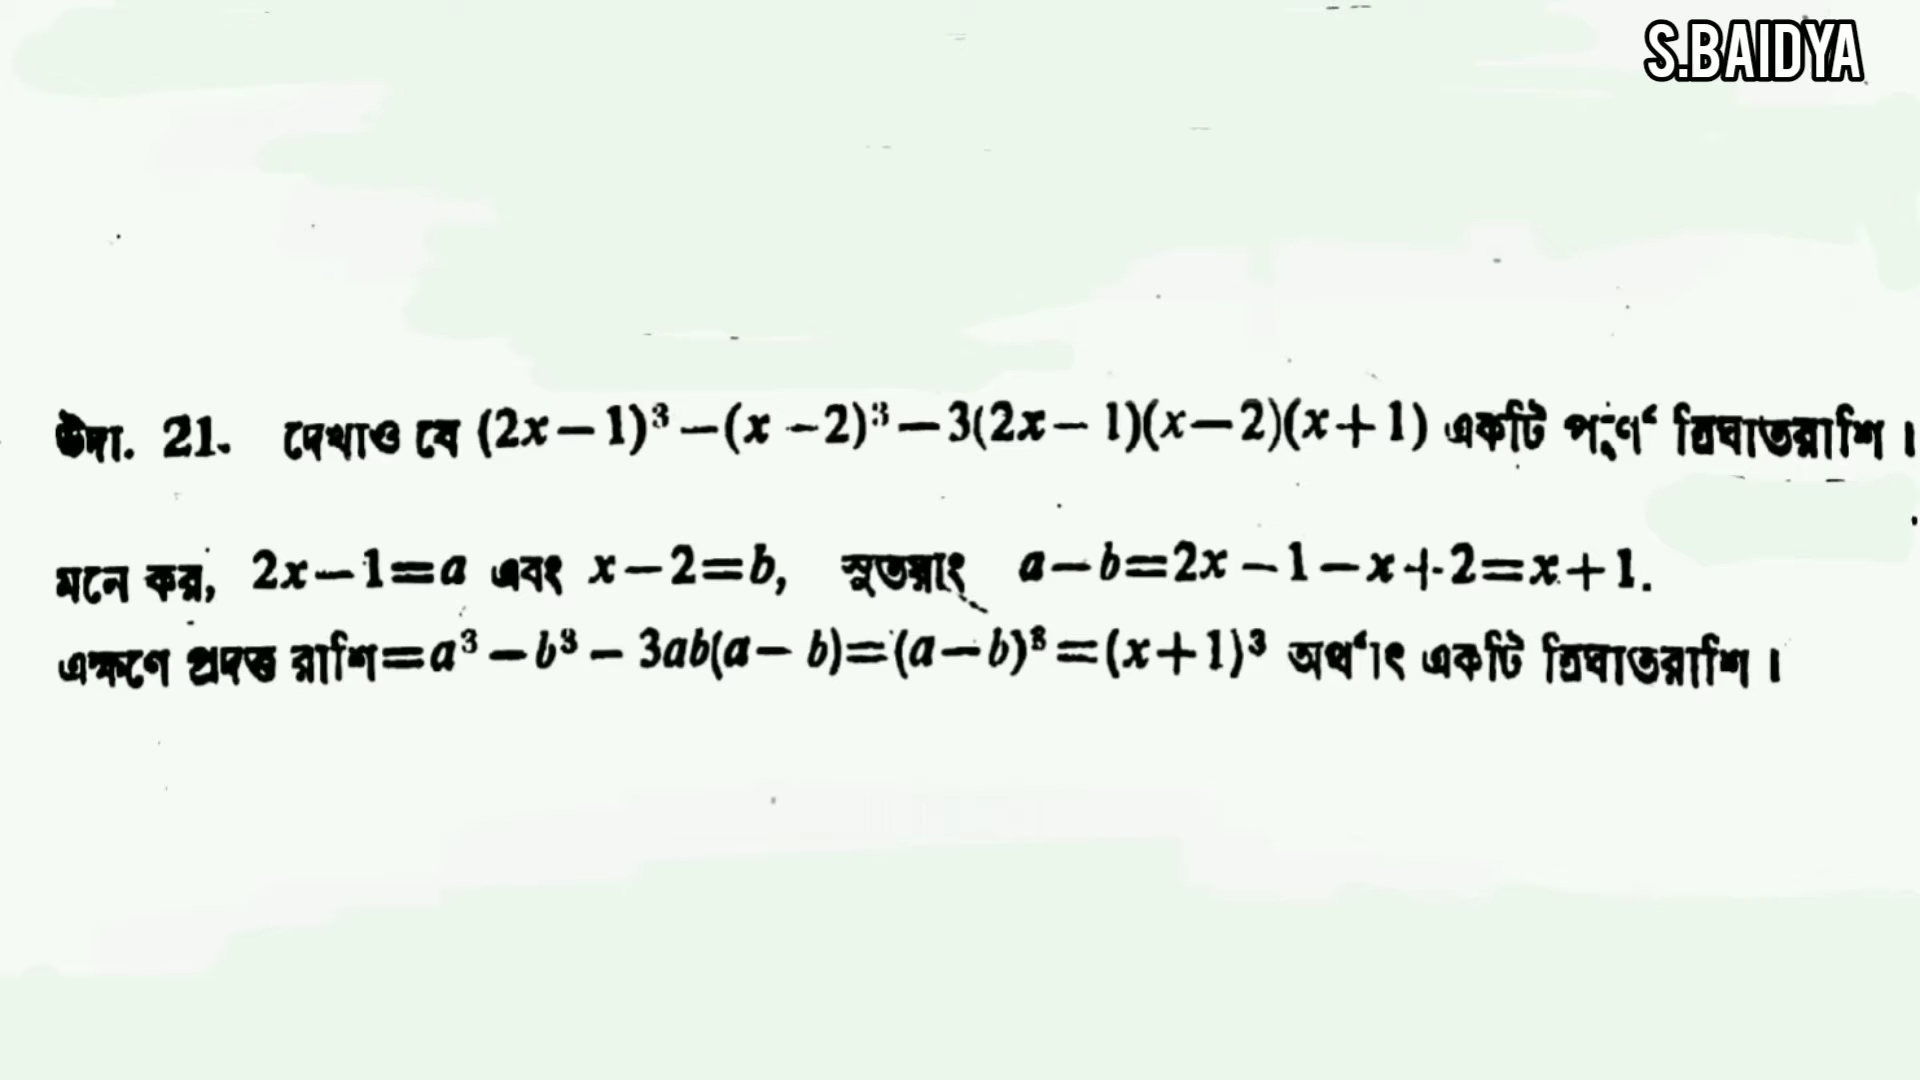 S.BAIDYA
উদা. 21. দেখাও যে (2x – 1)³ – (x – 2)³ – 3(2x – 1)(x – 2)(x + 1) একটি পূর্ণ ত্রিঘাতরাশি ।
মনে কর, 2x – 1 = a এবং x – 2 = b, সুতরাং a – b = 2x – 1 – x + 2 = x + 1.
এক্ষণে প্রদত্ত রাশি = a³ – b³ – 3ab(a – b) = (a – b)³ = (x + 1)³ অর্থাৎ একটি ত্রিঘাতরাশি ।